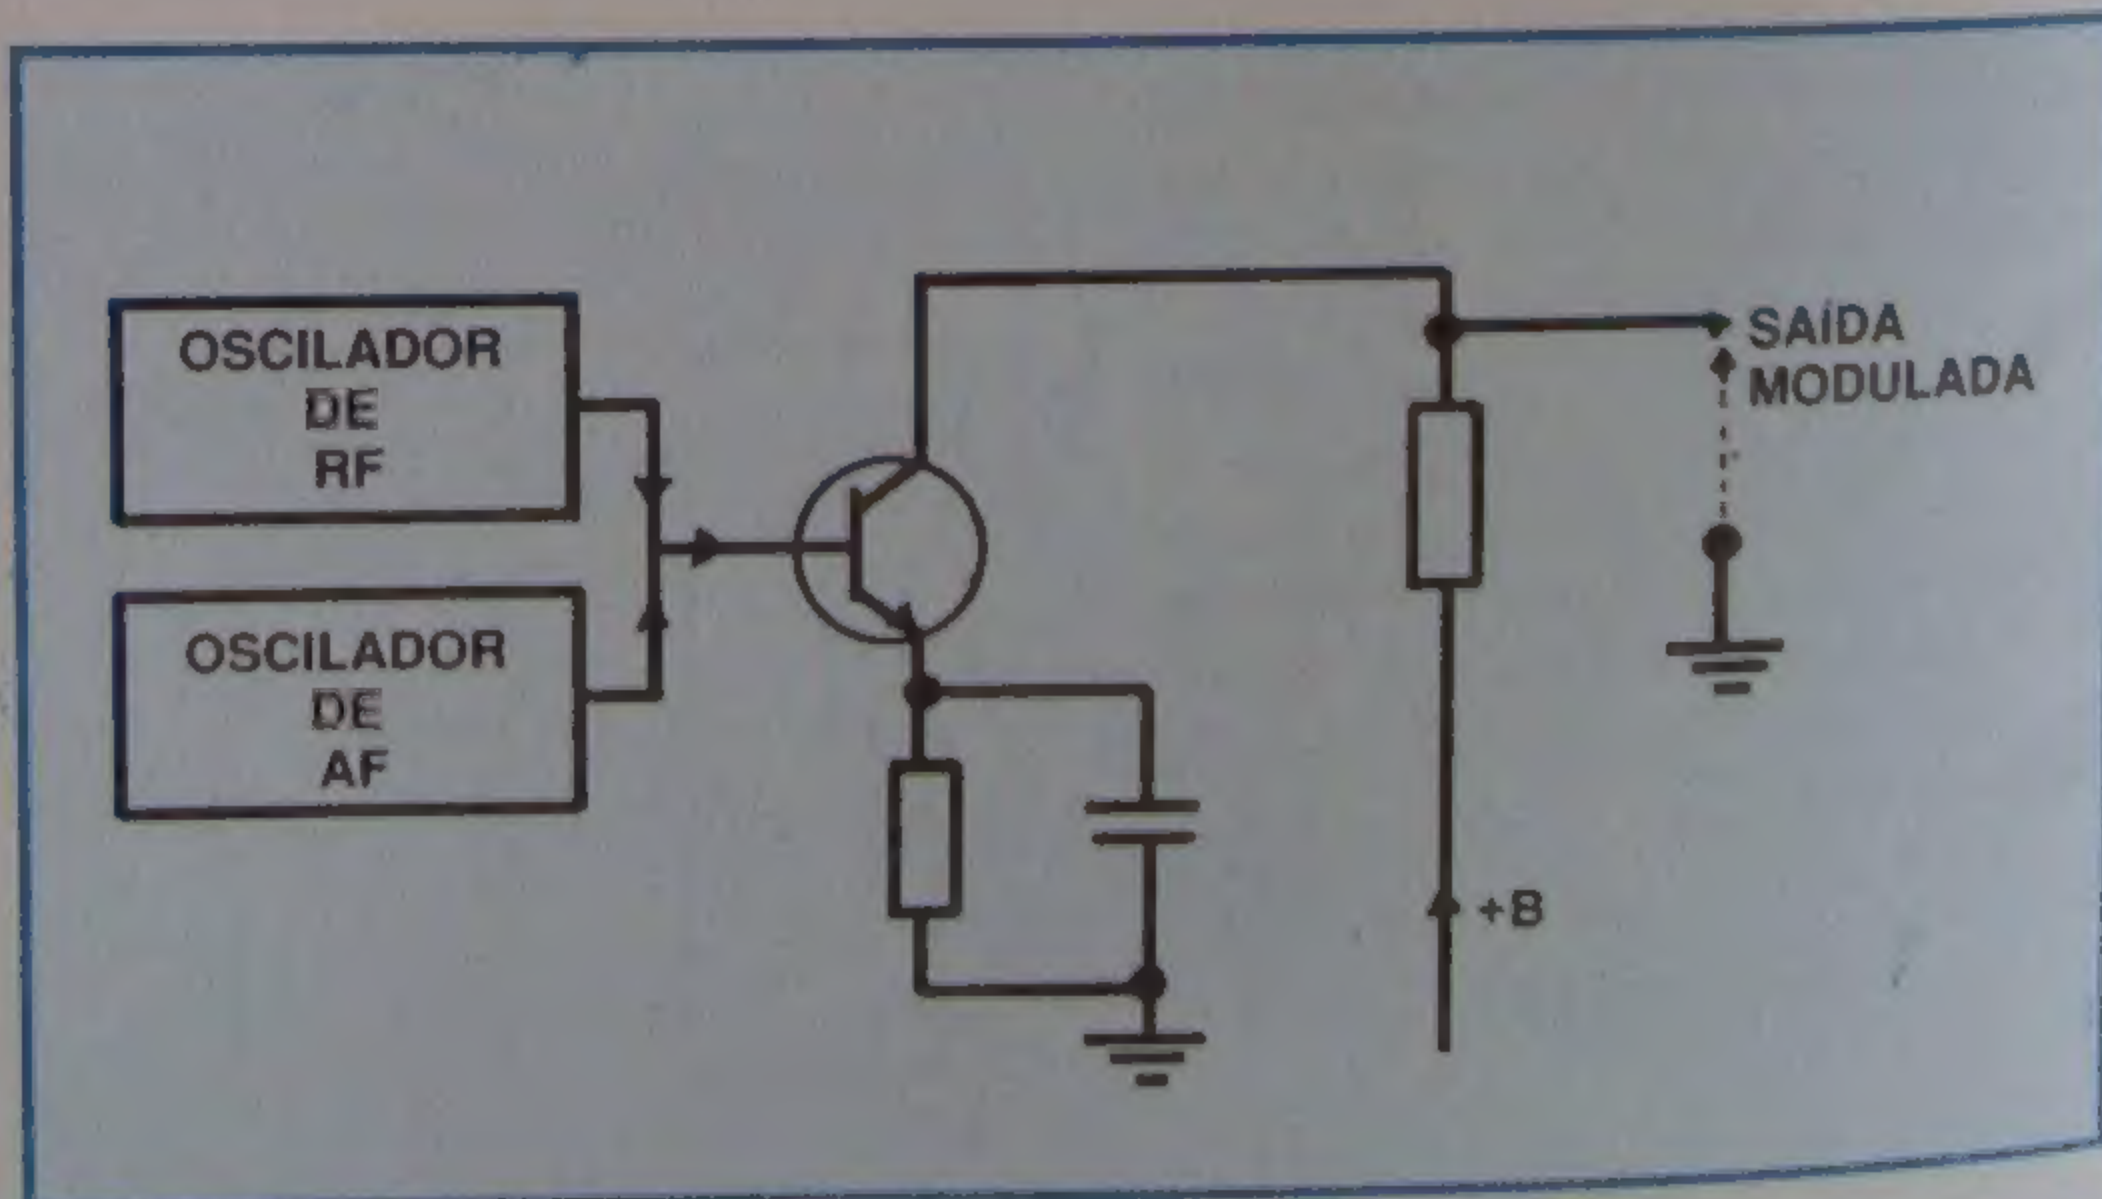 OSCILADOR
DE
RF
OSCILADOR
DE
AF
SAÍDA
MODULADA
+B